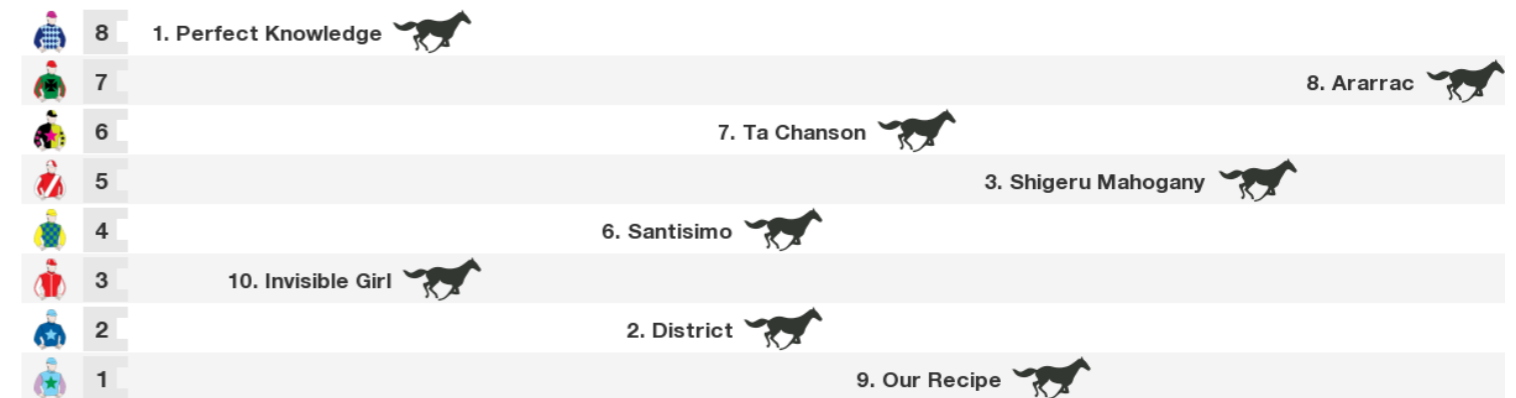 8 1. Perfect Knowledge
7 8. Ararrac
6 7. Ta Chanson
5 3. Shigeru Mahogany
4 6. Santisimo
3 10. Invisible Girl
2 2. District
1 9. Our Recipe